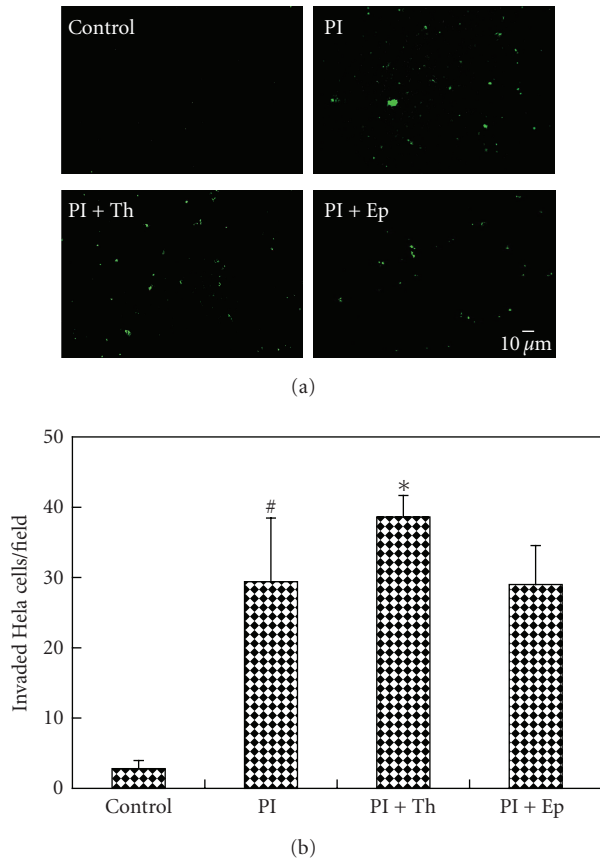 Control
PI
PI + Th
PI + Ep
10 µm
(a)
50
40
30
20
10
0
Invaded Hela cells/field
#
*
Control
PI
PI + Th
PI + Ep
(b)